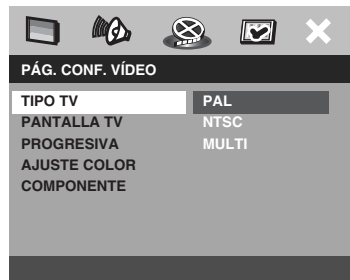 PÁG. CONF. VÍDEO
TIPO TV PAL
PANTALLA TV NTSC
PROGRESIVA MULTI
AJUSTE COLOR
COMPONENTE